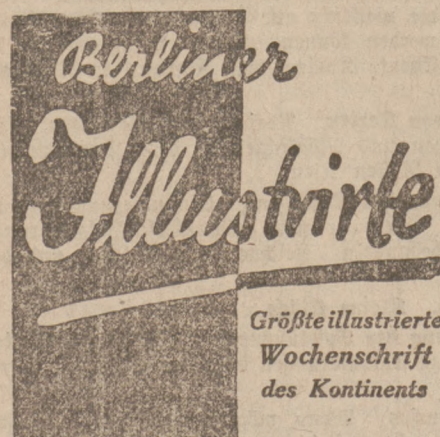 Berliner
Illustrirte
Größte illustrierte
Wochenschrift
des Kontinents